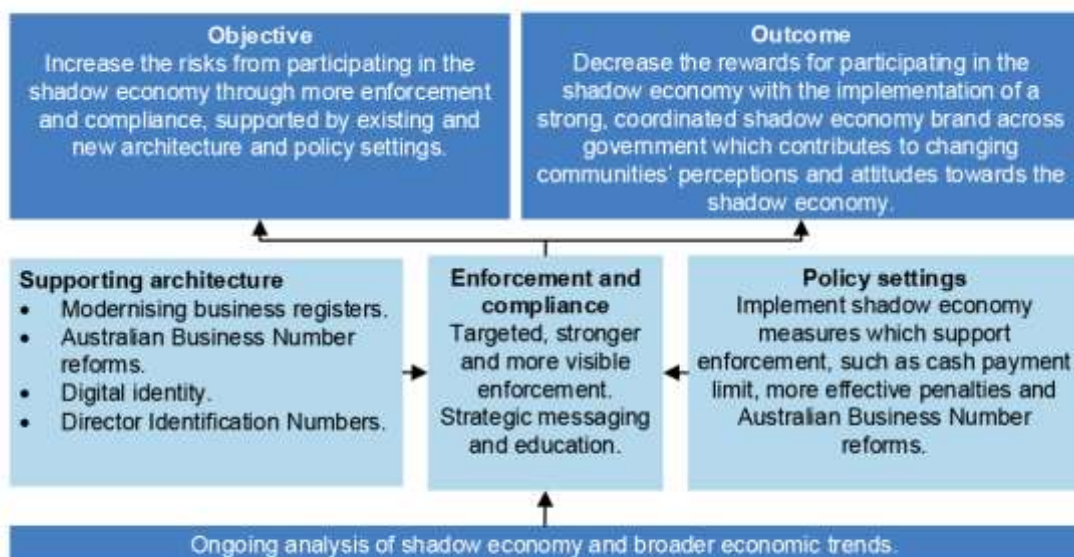 Objective
Increase the risks from participating in the
shadow economy through more enforcement
and compliance, supported by existing and
new architecture and policy settings.
Outcome
Decrease the rewards for participating in the
shadow economy with the implementation of a
strong, coordinated shadow economy brand across
government which contributes to changing
communities' perceptions and attitudes towards the
shadow economy.
Supporting architecture
• Modernising business registers.
• Australian Business Number
reforms.
• Digital identity.
• Director Identification Numbers.
Enforcement and
compliance
Targeted, stronger
and more visible
enforcement.
Strategic messaging
and education.
Policy settings
Implement shadow economy
measures which support
enforcement, such as cash payment
limit, more effective penalties and
Australian Business Number
reforms.
Ongoing analysis of shadow economy and broader economic trends.